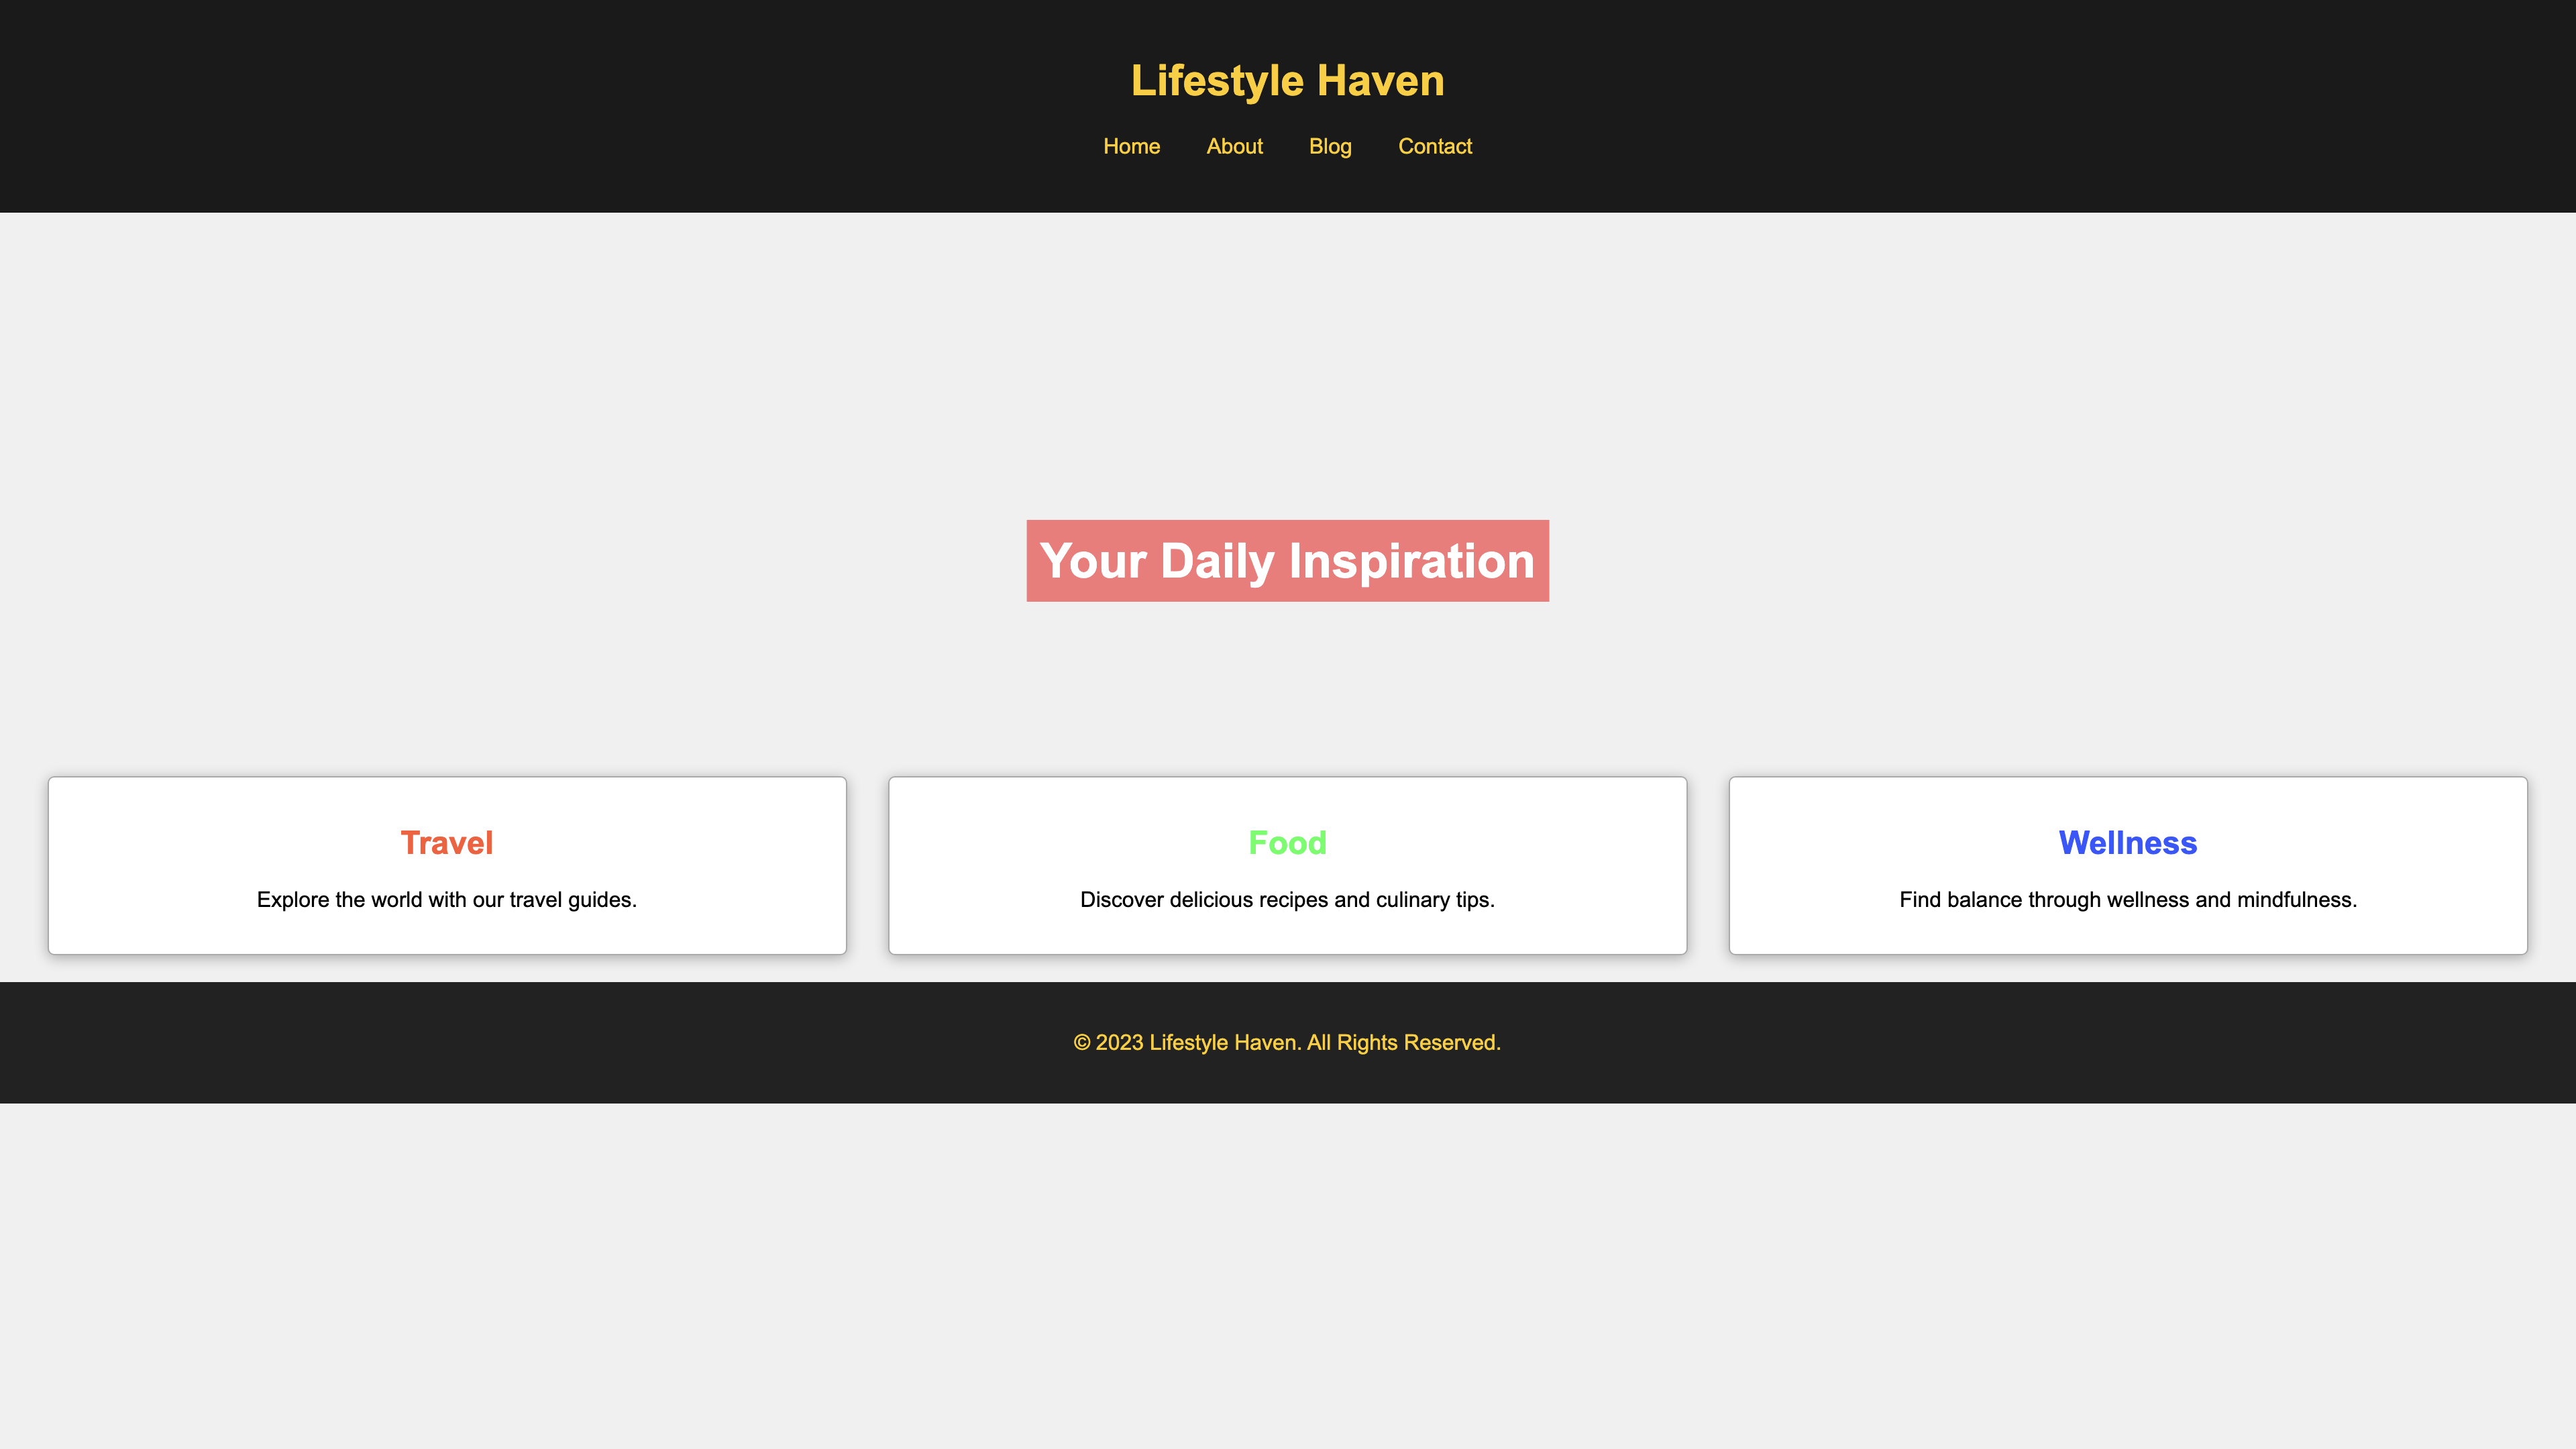 Lifestyle Haven
Home About Blog Contact
Your Daily Inspiration
Travel
Explore the world with our travel guides.
Food
Discover delicious recipes and culinary tips.
Wellness
Find balance through wellness and mindfulness.
© 2023 Lifestyle Haven. All Rights Reserved.